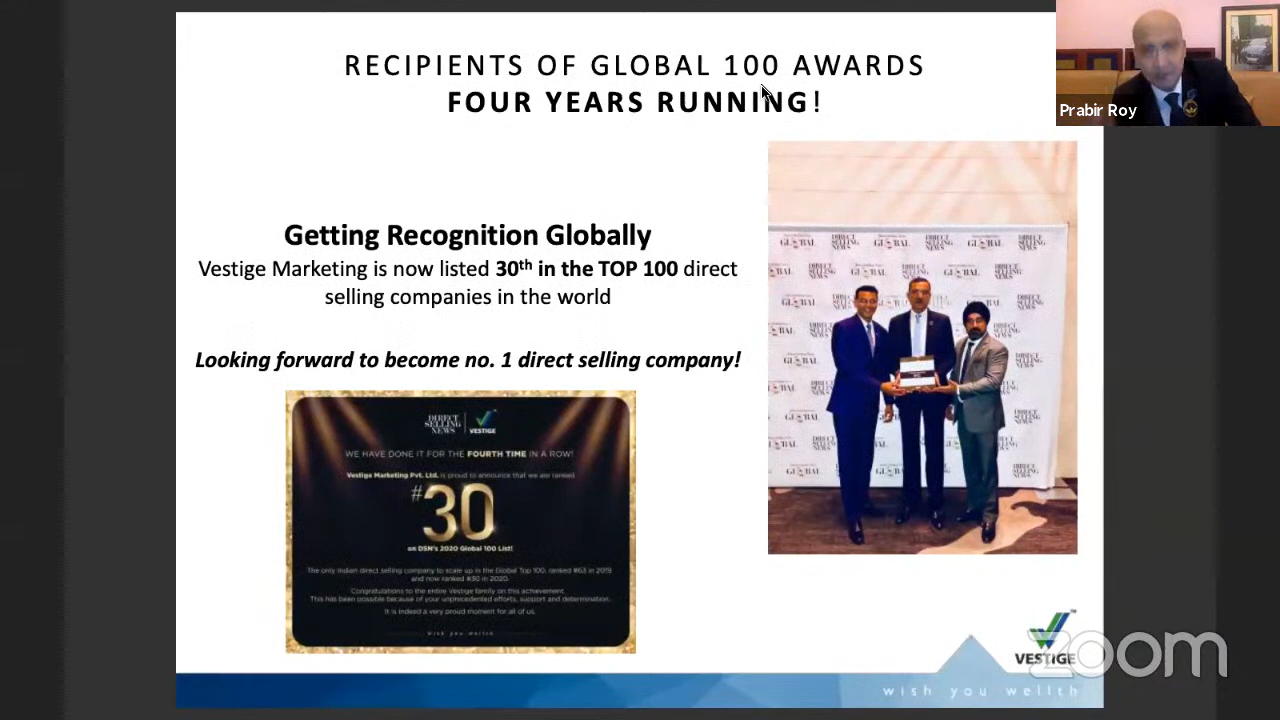 RECIPIENTS OF GLOBAL 100 AWARDS
FOUR YEARS RUNNING!
Prabir Roy
Getting Recognition Globally
Vestige Marketing is now listed 30th in the TOP 100 direct
selling companies in the world
Looking forward to become no. 1 direct selling company!
DIRECT
SELLING
NEWS
VESTIGE
WE HAVE DONE IT FOR THE FOURTH TIME IN A ROW!
Vestige Marketing Pvt. Ltd. is proud to announce that we are ranked
#30
on DSN's 2020 Global 100 List!
The only Indian direct selling company to scale up in the Global Top 100, ranked #63 in 2019
and now ranked #30 in 2020.
Congratulations to the entire Vestige family on this achievement.
This has been possible because of your unprecedented efforts, support and determination.
It is indeed a very proud moment for all of us.
wish you wellth
GLOBAL
DIRECT
SELLING
NEWS
VESTIGE
zoom
wish you wellth